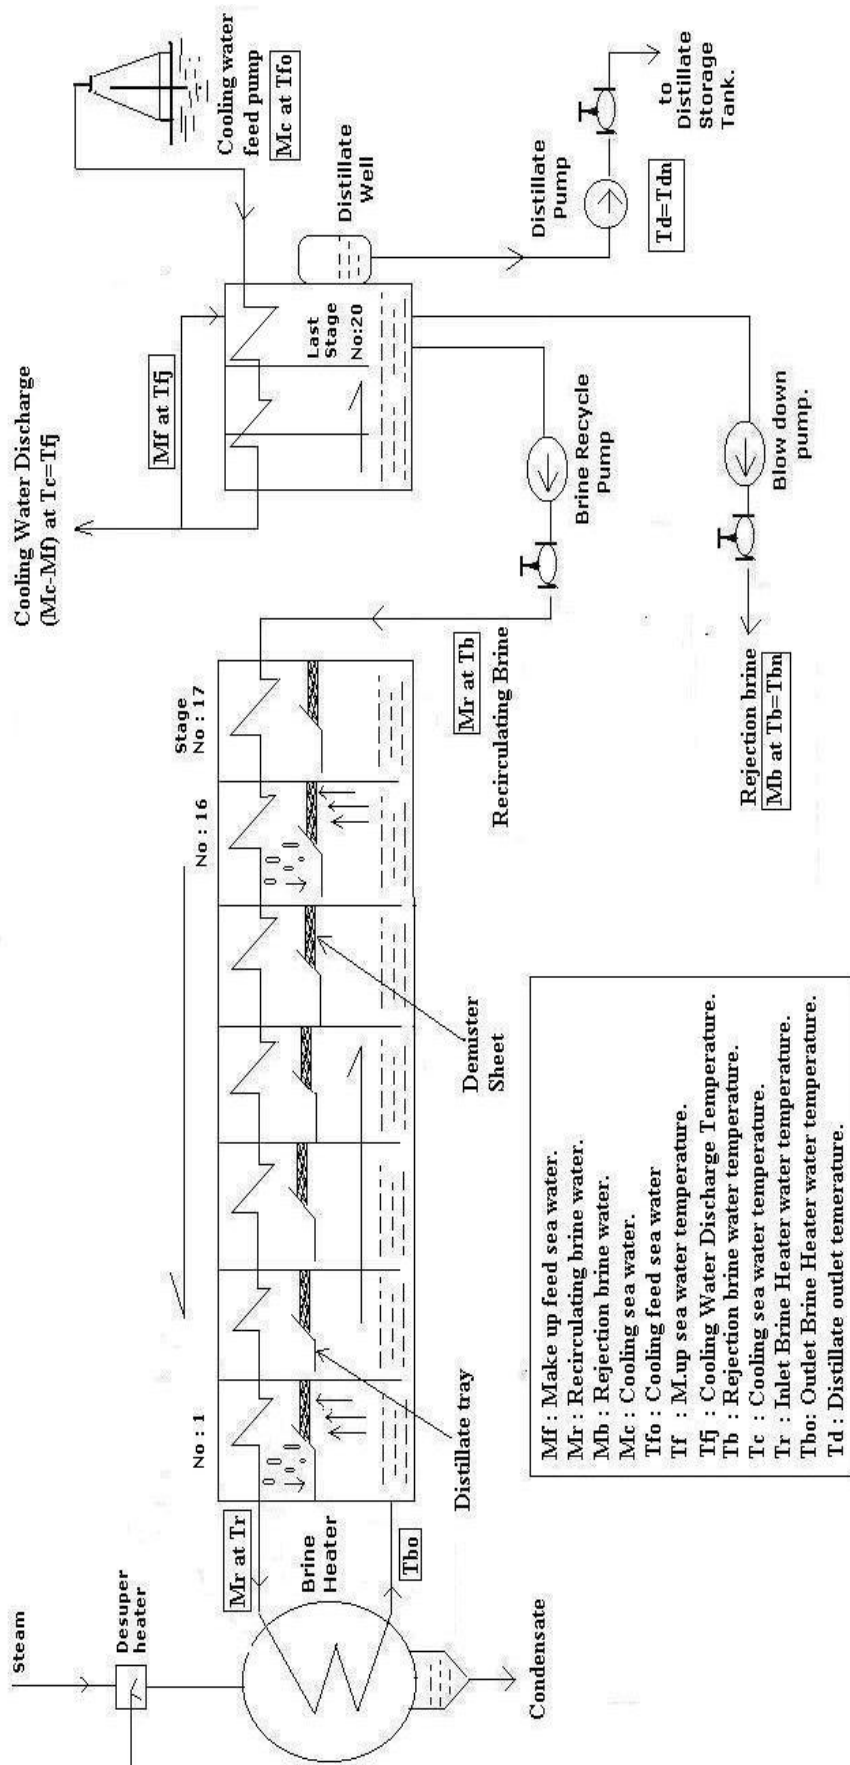 Steam
Desuper
heater
Mr at Tr
Brine
Heater
Tbo
Condensate
No : 1
No : 16
Stage
No : 17
Distillate tray
Demister
Sheet
Mr at Tb
Recirculating Brine
Cooling Water Discharge
(Mc-Mf) at Tc=Tfj
Mf at Tfj
Last
Stage
No:20
Cooling water
feed pump
Mc at Tfo
Distillate
Well
Distillate
Pump
Td=Tdn
to
Distillate
Storage
Tank.
Brine Recycle
Pump
Blow down
pump.
Rejection brine
Mb at Tb=Tbn
Mf : Make up feed sea water.
Mr : Recirculating brine water.
Mb : Rejection brine water.
Mc : Cooling sea water.
Tfo : Cooling feed sea water
Tf : M.up sea water temperature.
Tfj : Cooling Water Discharge Temperature.
Tb : Rejection brine water temperature.
Tc : Cooling sea water temperature.
Tr : Inlet Brine Heater water temperature.
Tbo: Outlet Brine Heater water temperature.
Td : Distillate outlet temerature.